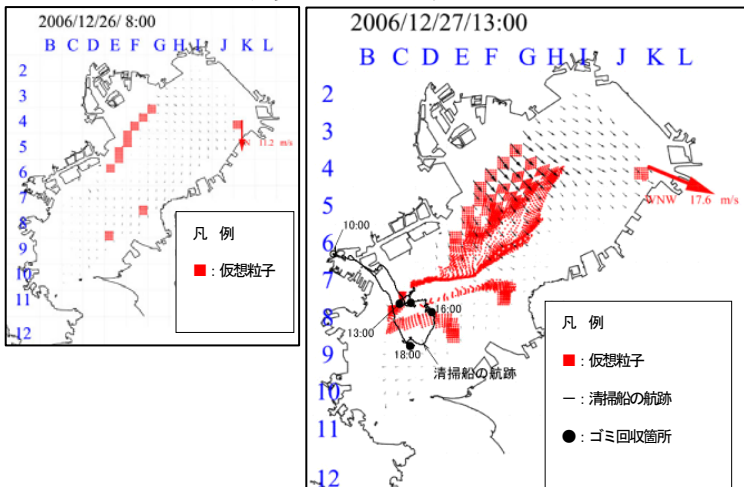 2006/12/26/ 8:00
B C D E F G H I J K L
2
3
4
5
6
7
8
9
10
11
12
N 11.2 m/s
凡 例
■：仮想粒子
2006/12/27/13:00
B C D E F G H I J K L
2
3
4
5
6
7
8
9
10
11
12
WNW 17.6 m/s
10:00
13:00
16:00
18:00
清掃船の航跡
凡 例
■：仮想粒子
―：清掃船の航跡
●：ゴミ回収箇所